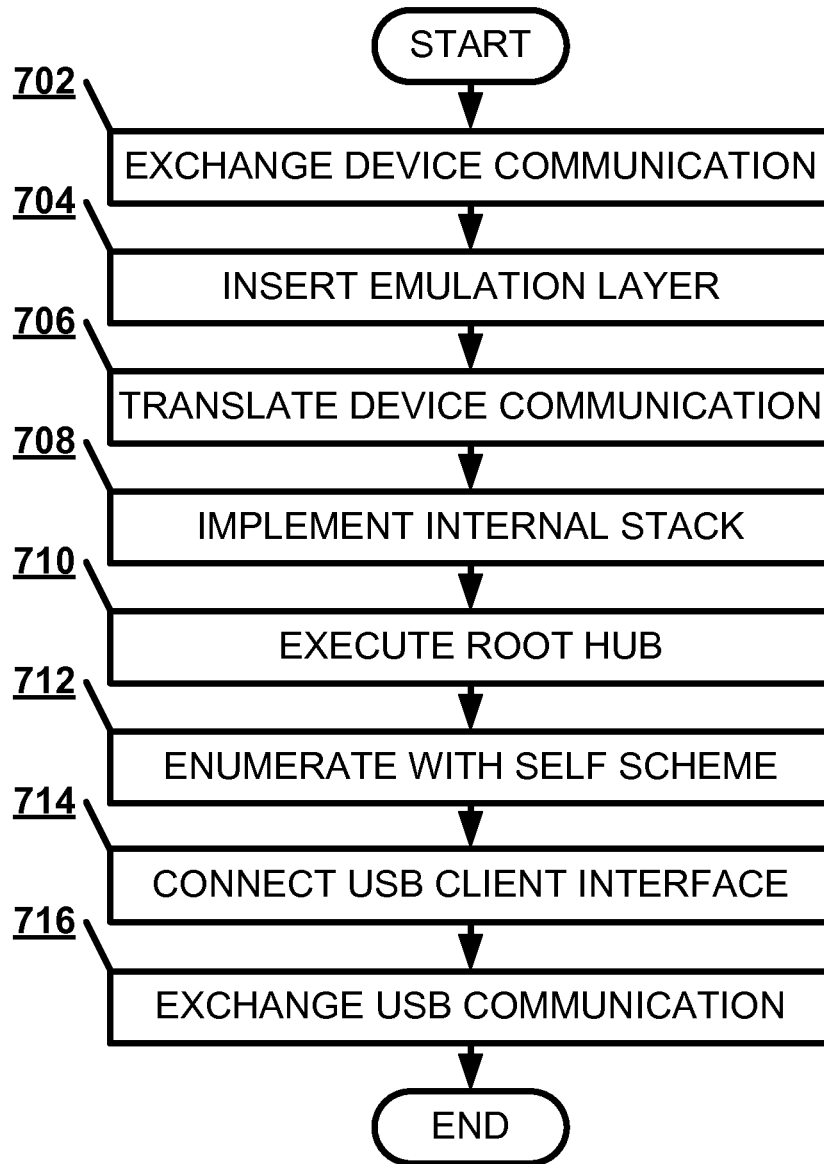 START
702
EXCHANGE DEVICE COMMUNICATION
704
INSERT EMULATION LAYER
706
TRANSLATE DEVICE COMMUNICATION
708
IMPLEMENT INTERNAL STACK
710
EXECUTE ROOT HUB
712
ENUMERATE WITH SELF SCHEME
714
CONNECT USB CLIENT INTERFACE
716
EXCHANGE USB COMMUNICATION
END